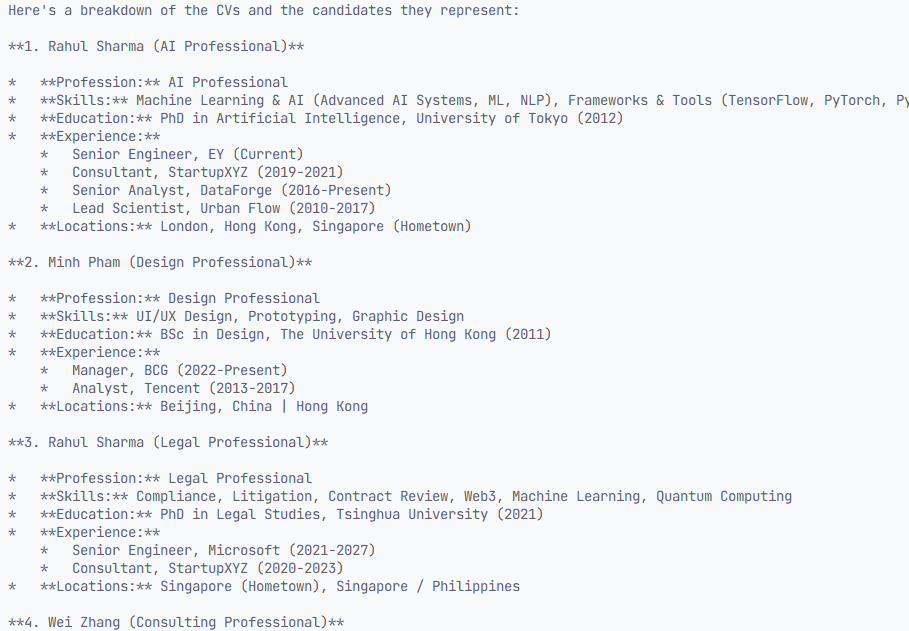 Here's a breakdown of the CVs and the candidates they represent:
**1. Rahul Sharma (AI Professional)**
*   **Profession:** AI Professional
*   **Skills:** Machine Learning & AI (Advanced AI Systems, ML, NLP), Frameworks & Tools (TensorFlow, PyTorch, Py
*   **Education:** PhD in Artificial Intelligence, University of Tokyo (2012)
*   **Experience:**
    *   Senior Engineer, EY (Current)
    *   Consultant, StartupXYZ (2019-2021)
    *   Senior Analyst, DataForge (2016-Present)
    *   Lead Scientist, Urban Flow (2010-2017)
*   **Locations:** London, Hong Kong, Singapore (Hometown)
**2. Minh Pham (Design Professional)**
*   **Profession:** Design Professional
*   **Skills:** UI/UX Design, Prototyping, Graphic Design
*   **Education:** BSc in Design, The University of Hong Kong (2011)
*   **Experience:**
    *   Manager, BCG (2022-Present)
    *   Analyst, Tencent (2013-2017)
*   **Locations:** Beijing, China | Hong Kong
**3. Rahul Sharma (Legal Professional)**
*   **Profession:** Legal Professional
*   **Skills:** Compliance, Litigation, Contract Review, Web3, Machine Learning, Quantum Computing
*   **Education:** PhD in Legal Studies, Tsinghua University (2021)
*   **Experience:**
    *   Senior Engineer, Microsoft (2021-2027)
    *   Consultant, StartupXYZ (2020-2023)
*   **Locations:** Singapore (Hometown), Singapore / Philippines
**4. Wei Zhang (Consulting Professional)**